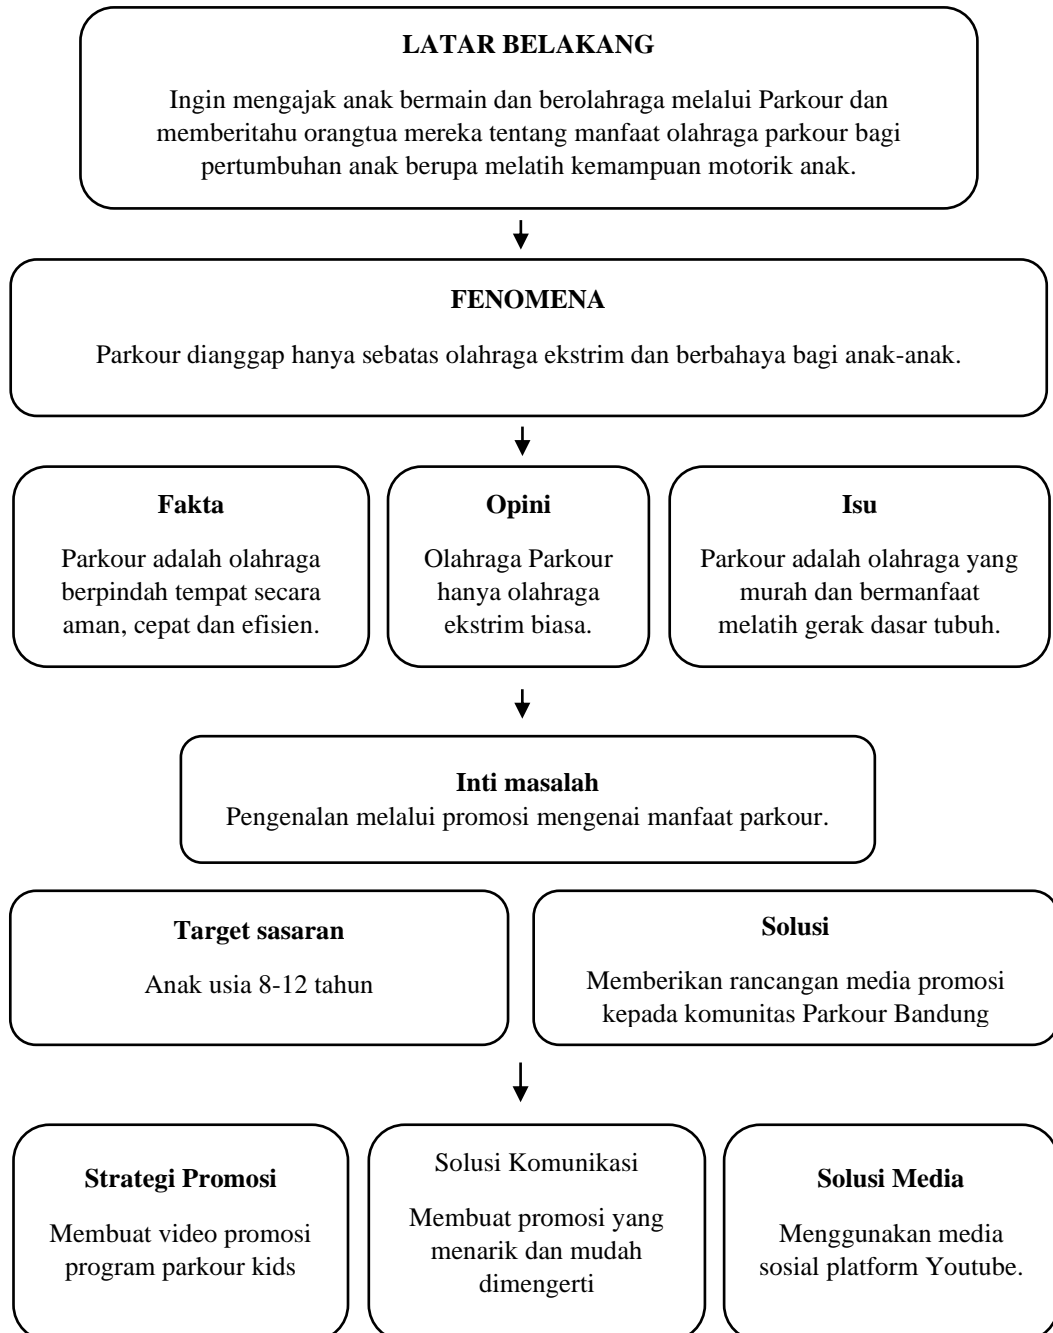 LATAR BELAKANG
Ingin mengajak anak bermain dan berolahraga melalui Parkour dan
memberitahu orangtua mereka tentang manfaat olahraga parkour bagi
pertumbuhan anak berupa melatih kemampuan motorik anak.
FENOMENA
Parkour dianggap hanya sebatas olahraga ekstrim dan berbahaya bagi anak-anak.
Fakta
Parkour adalah olahraga
berpindah tempat secara
aman, cepat dan efisien.
Opini
Olahraga Parkour
hanya olahraga
ekstrim biasa.
Isu
Parkour adalah olahraga yang
murah dan bermanfaat
melatih gerak dasar tubuh.
Inti masalah
Pengenalan melalui promosi mengenai manfaat parkour.
Target sasaran
Anak usia 8-12 tahun
Solusi
Memberikan rancangan media promosi
kepada komunitas Parkour Bandung
Strategi Promosi
Membuat video promosi
program parkour kids
Solusi Komunikasi
Membuat promosi yang
menarik dan mudah
dimengerti
Solusi Media
Menggunakan media
sosial platform Youtube.